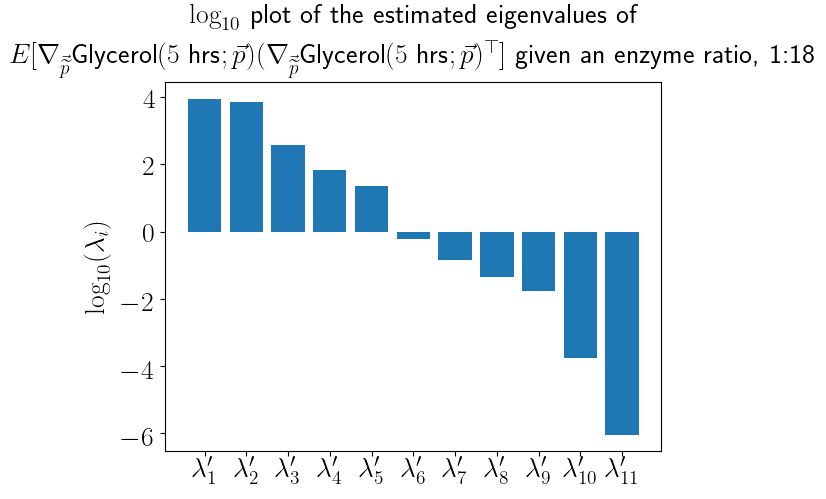 log₁₀ plot of the estimated eigenvalues of
E[∇_p̃⃗ Glycerol(5 hrs; p⃗)(∇_p̃⃗ Glycerol(5 hrs; p⃗)^⊤] given an enzyme ratio, 1:18
log₁₀(λᵢ)
4
2
0
−2
−4
−6
λ′₁ λ′₂ λ′₃ λ′₄ λ′₅ λ′₆ λ′₇ λ′₈ λ′₉ λ′₁₀ λ′₁₁